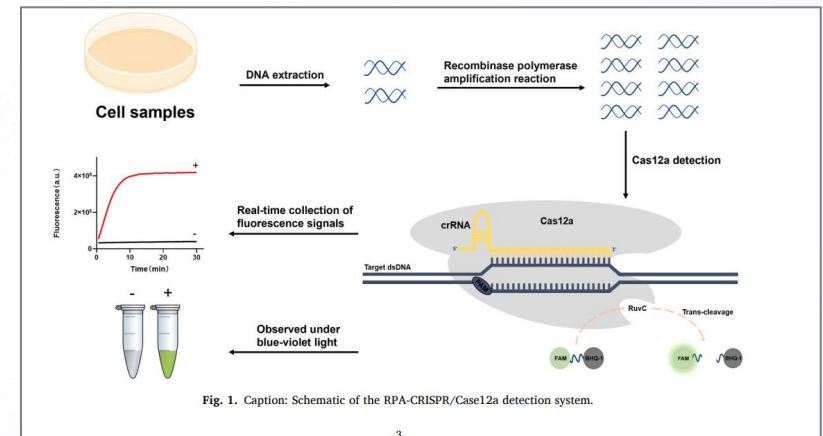 Cell samples
DNA extraction
Recombinase polymerase
amplification reaction
Cas12a detection
Fluorescence(a.u.)
4×10⁵
2×10⁵
0
0
10
20
30
Time(min)
+
-
Real-time collection of
fluorescence signals
crRNA
Cas12a
5'
3'
Target dsDNA
PAM
RuvC
Trans-cleavage
FAM
BHQ-1
FAM
BHQ-1
- +
Observed under
blue-violet light
Fig. 1. Caption: Schematic of the RPA-CRISPR/Case12a detection system.
3